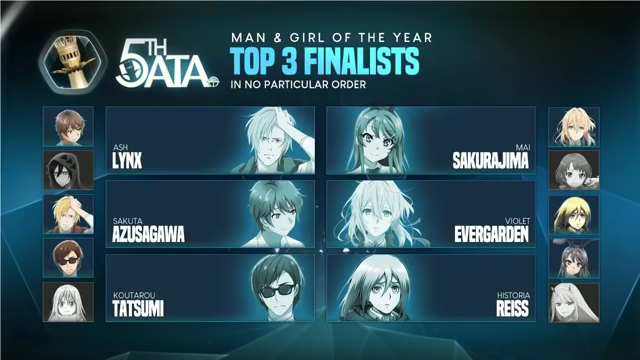 5TH
ATA
MAN & GIRL OF THE YEAR
TOP 3 FINALISTS
IN NO PARTICULAR ORDER
ASH
LYNX
MAI
SAKURAJIMA
SAKUTA
AZUSAGAWA
VIOLET
EVERGARDEN
KOUTAROU
TATSUMI
HISTORIA
REISS